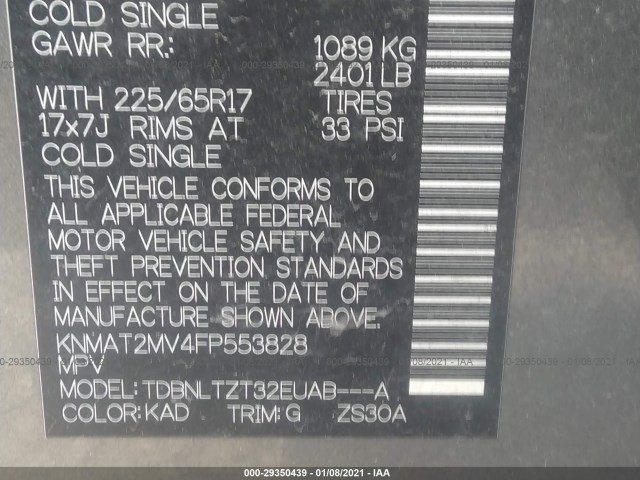 COLD SINGLE
GAWR RR.: 1089 KG
2401 LB
WITH 225/65R17 TIRES
17x7J RIMS AT 33 PSI
COLD SINGLE
THIS VEHICLE CONFORMS TO
ALL APPLICABLE FEDERAL
MOTOR VEHICLE SAFETY AND
THEFT PREVENTION STANDARDS
IN EFFECT ON THE DATE OF
MANUFACTURE SHOWN ABOVE.
KNMAT2MV4FP553828
MPV
MODEL: TDBNLTZT32EUAB---A
COLOR: KAD TRIM: G ZS30A
000-29350439 - 01/08/2021 - IAA